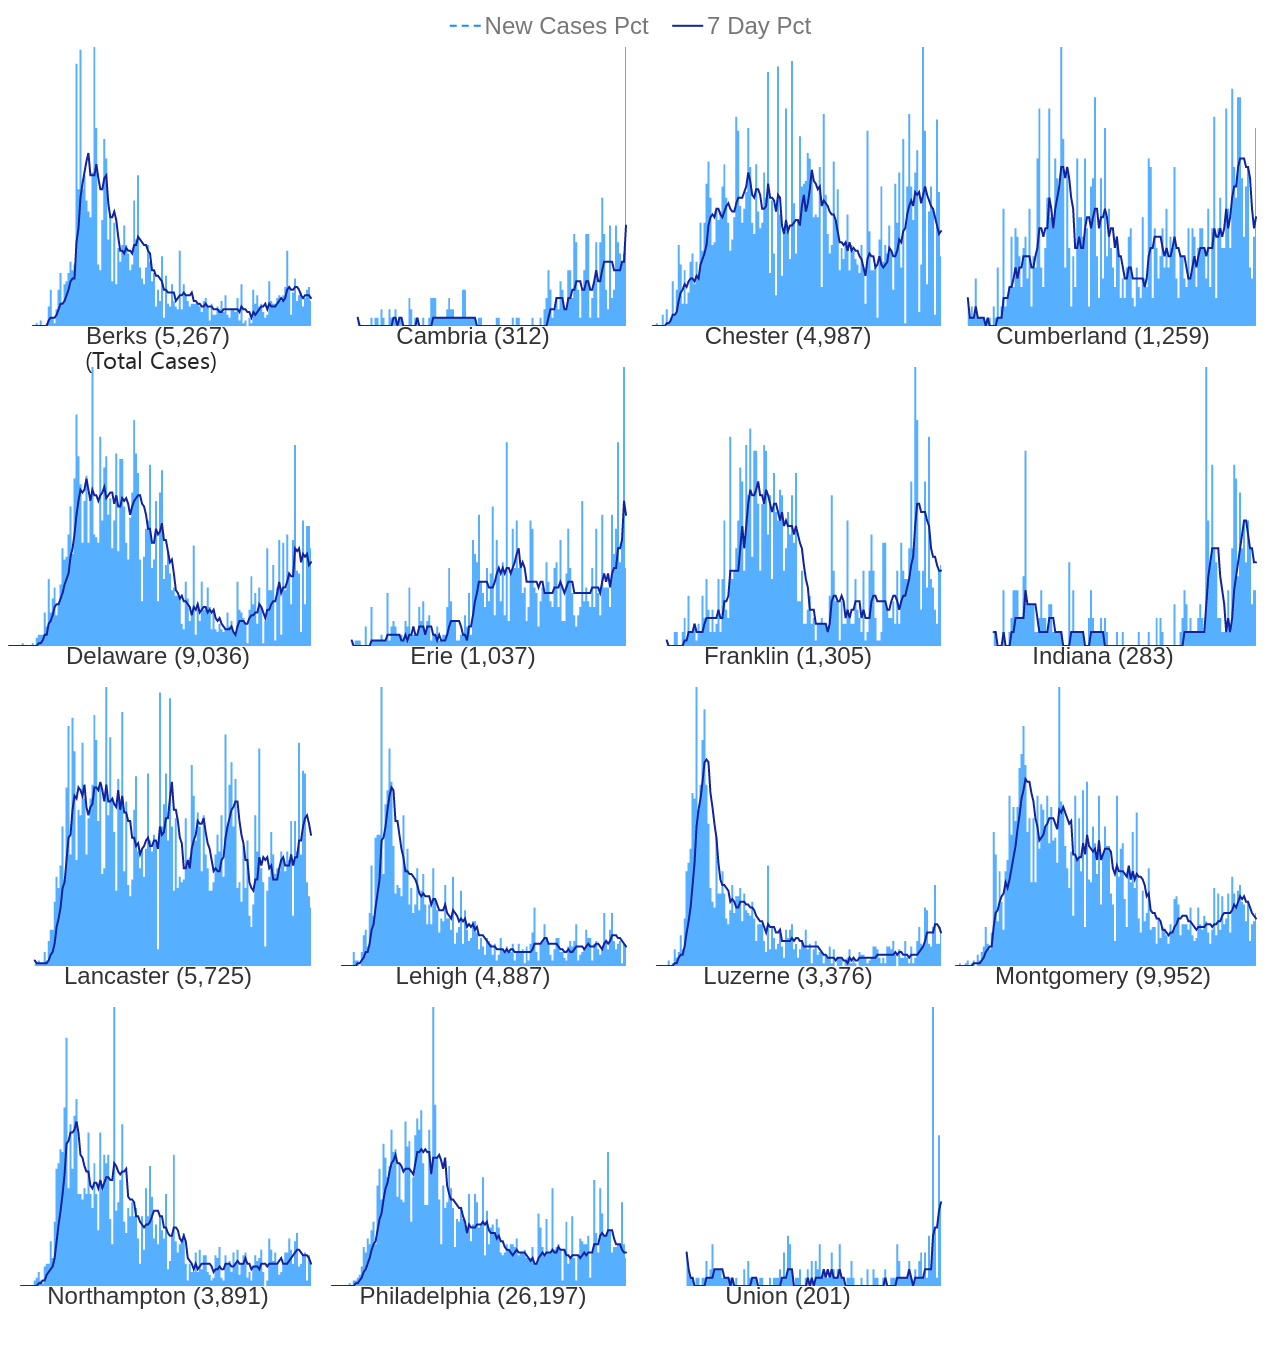 New Cases Pct 7 Day Pct
Berks (5,267) Cambria (312) Chester (4,987) Cumberland (1,259)
(Total Cases)
Delaware (9,036) Erie (1,037) Franklin (1,305) Indiana (283)
Lancaster (5,725) Lehigh (4,887) Luzerne (3,376) Montgomery (9,952)
Northampton (3,891) Philadelphia (26,197) Union (201)